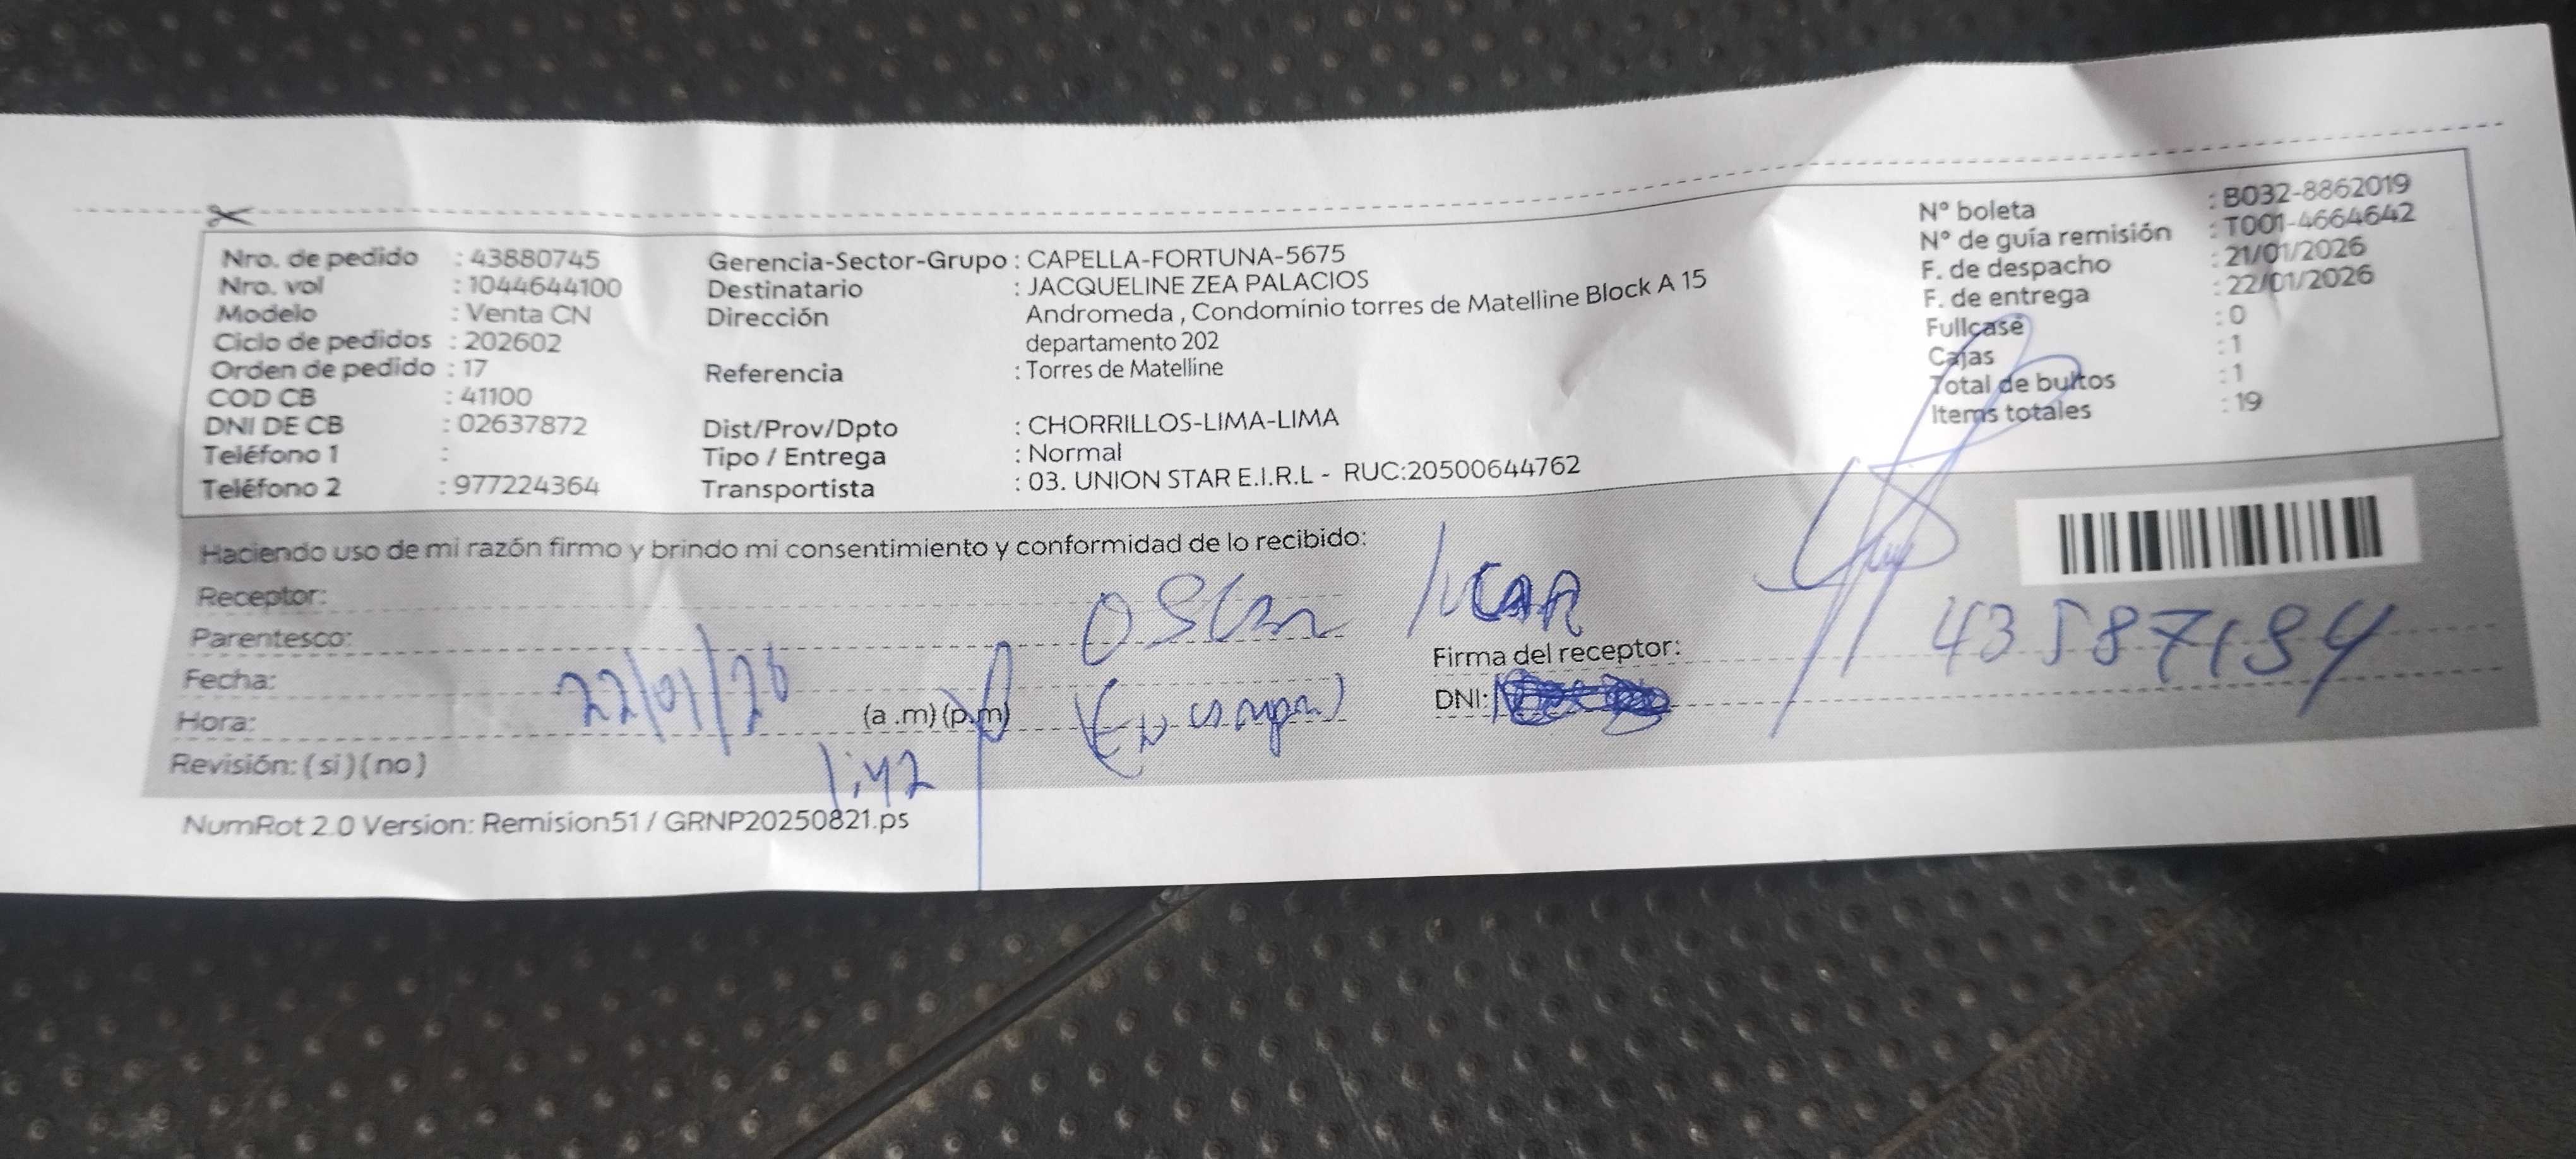 Nro. de pedido : 43880745
Nro. vol : 1044644100
Modelo : Venta CN
Ciclo de pedidos : 202602
Orden de pedido : 17
COD CB : 41100
DNI DE CB : 02637872
Teléfono 1 :
Teléfono 2 : 977224364
Gerencia-Sector-Grupo : CAPELLA-FORTUNA-5675
Destinatario : JACQUELINE ZEA PALACIOS
Dirección Andromeda , Condominio torres de Matelline Block A 15
departamento 202
Referencia : Torres de Matelline
Dist/Prov/Dpto : CHORRILLOS-LIMA-LIMA
Tipo / Entrega : Normal
Transportista : 03. UNION STAR E.I.R.L - RUC:20500644762
N° boleta : B032-8862019
N° de guía remisión : T001-4664642
F. de despacho : 21/01/2026
F. de entrega : 22/01/2026
Fullcase : 0
Cajas : 1
Total de bultos : 1
Items totales : 19
Haciendo uso de mi razón firmo y brindo mi consentimiento y conformidad de lo recibido:
Receptor: Oscar
Parentesco:
Fecha: 22/01/26
Hora: (a .m) (p.m) 1:42
Revisión: ( si ) ( no )
Firma del receptor:
DNI: 43587194
NumRot 2.0 Version: Remision51 / GRNP20250821.ps